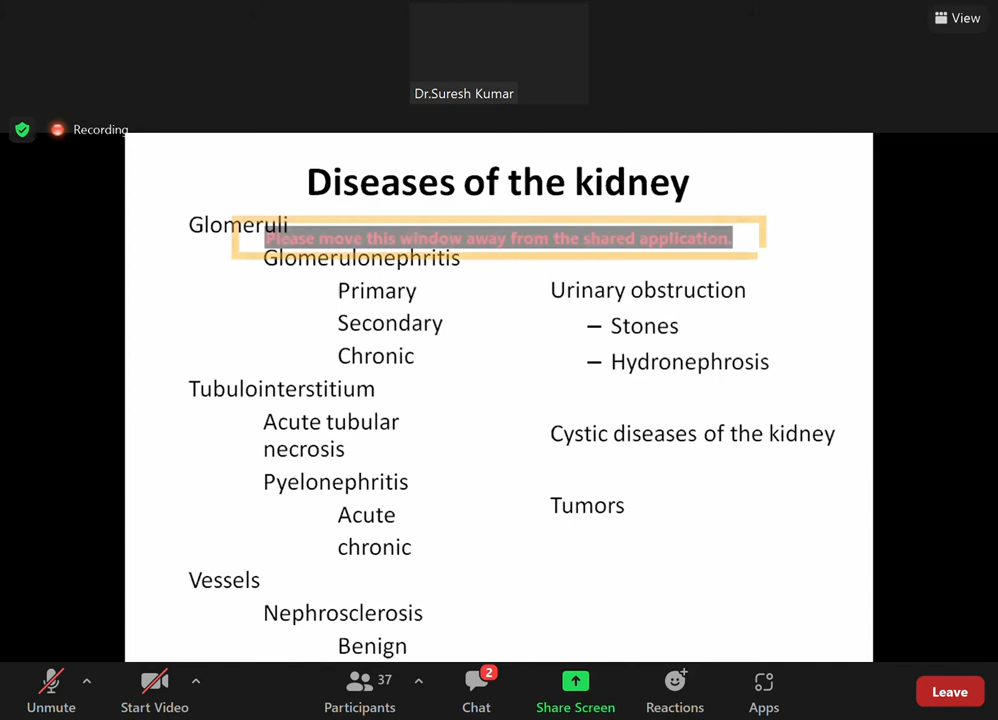 View
Dr.Suresh Kumar
Recording
Diseases of the kidney
Glomeruli
Please move this window away from the shared application.
Glomerulonephritis
Primary
Secondary
Chronic
Tubulointerstitium
Acute tubular
necrosis
Pyelonephritis
Acute
chronic
Vessels
Nephrosclerosis
Benign
Urinary obstruction
– Stones
– Hydronephrosis
Cystic diseases of the kidney
Tumors
Unmute
Start Video
37
Participants
2
Chat
Share Screen
Reactions
Apps
Leave